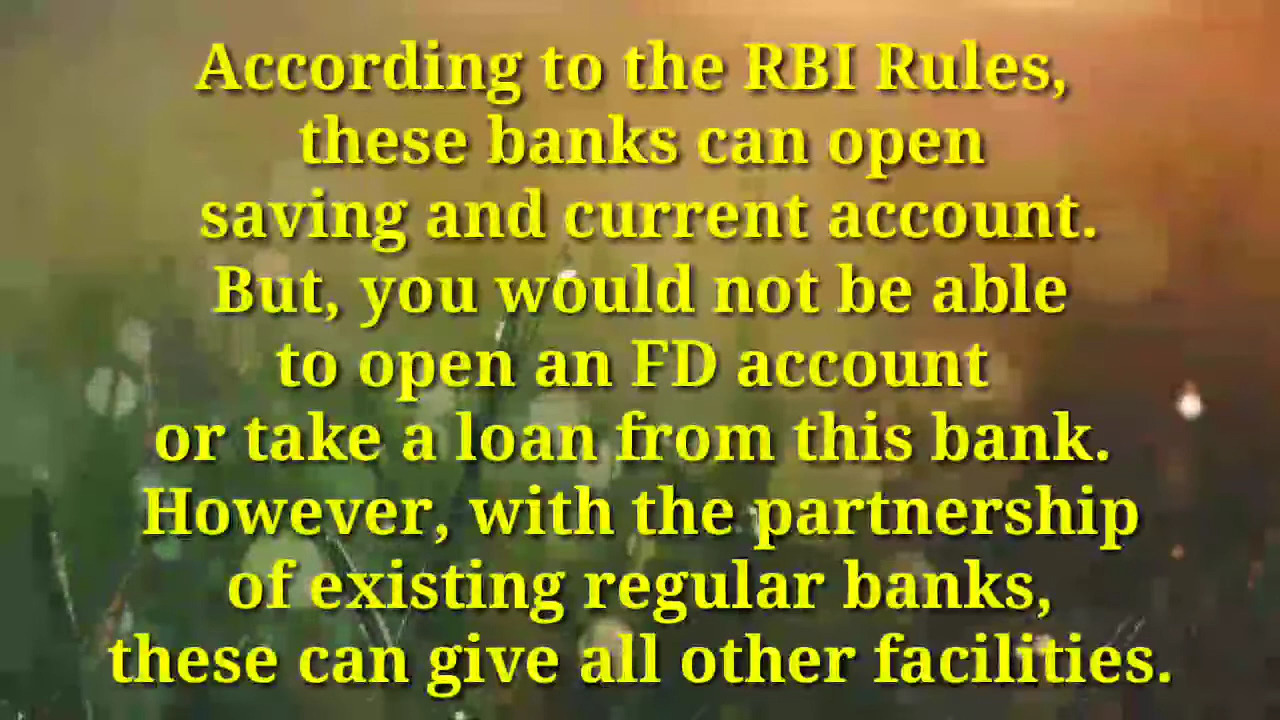 According to the RBI Rules,
these banks can open
saving and current account.
But, you would not be able
to open an FD account
or take a loan from this bank.
However, with the partnership
of existing regular banks,
these can give all other facilities.